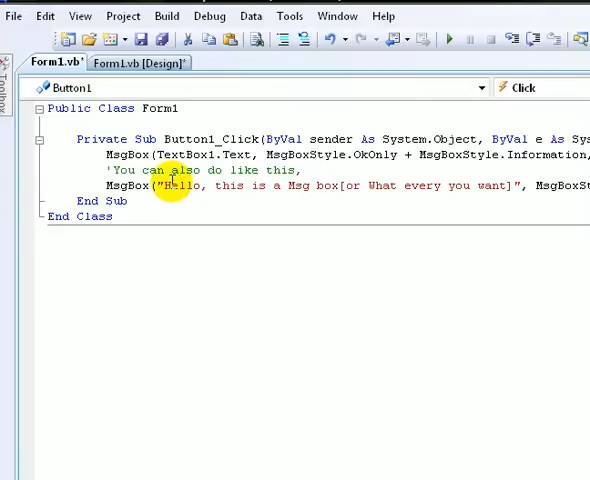 File Edit View Project Build Debug Data Tools Window Help
Form1.vb* Form1.vb [Design]*
Toolbox
Button1 Click
Public Class Form1
Private Sub Button1_Click(ByVal sender As System.Object, ByVal e As Sys
MsgBox(TextBox1.Text, MsgBoxStyle.OkOnly + MsgBoxStyle.Information,
'You can also do like this,
MsgBox("Hello, this is a Msg box[or What every you want]", MsgBoxSt
End Sub
End Class